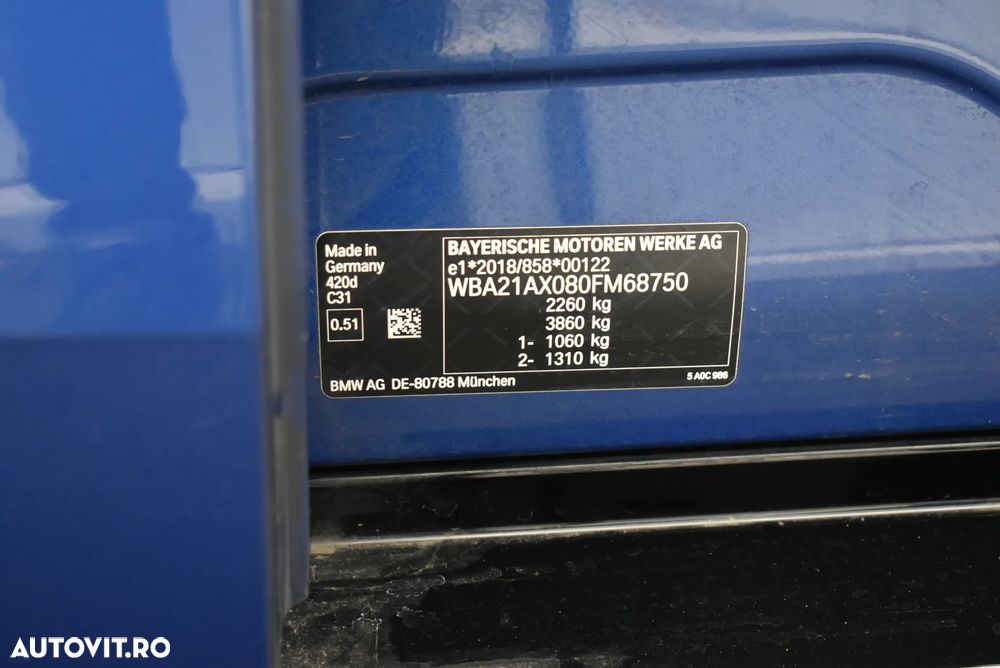 Made in
Germany
420d
C31
0.51
BAYERISCHE MOTOREN WERKE AG
e1*2018/858*00122
WBA21AX080FM68750
2260 kg
3860 kg
1- 1060 kg
2- 1310 kg
BMW AG DE-80788 München
5 A0C 986
AUTOVIT.RO